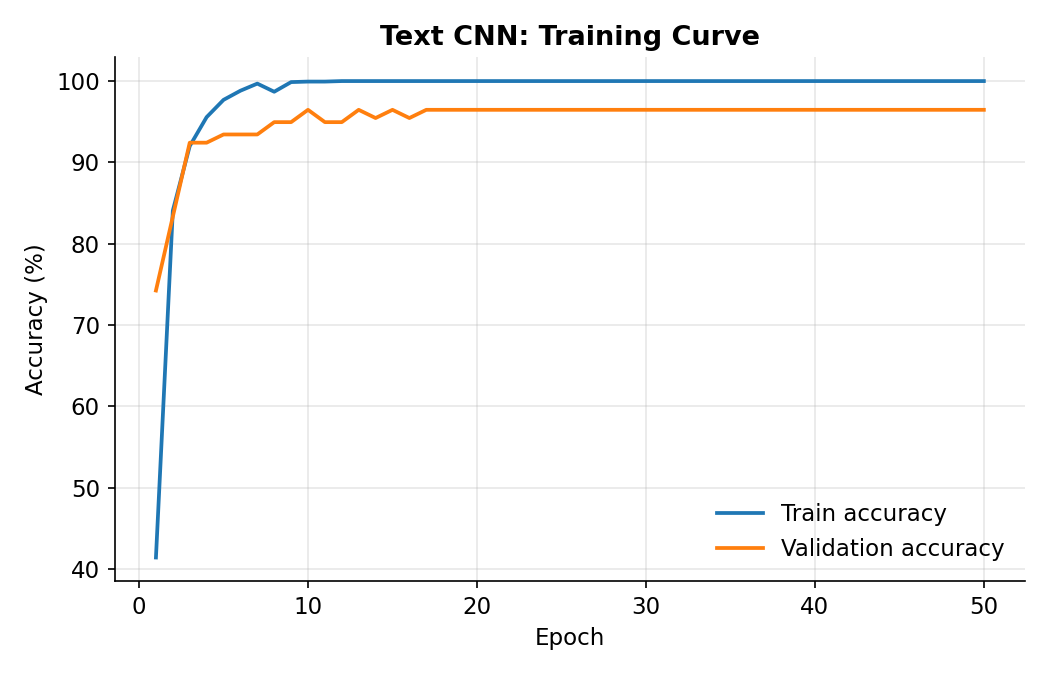 Text CNN: Training Curve
Accuracy (%)
100
90
80
70
60
50
40
Train accuracy
Validation accuracy
0 10 20 30 40 50
Epoch